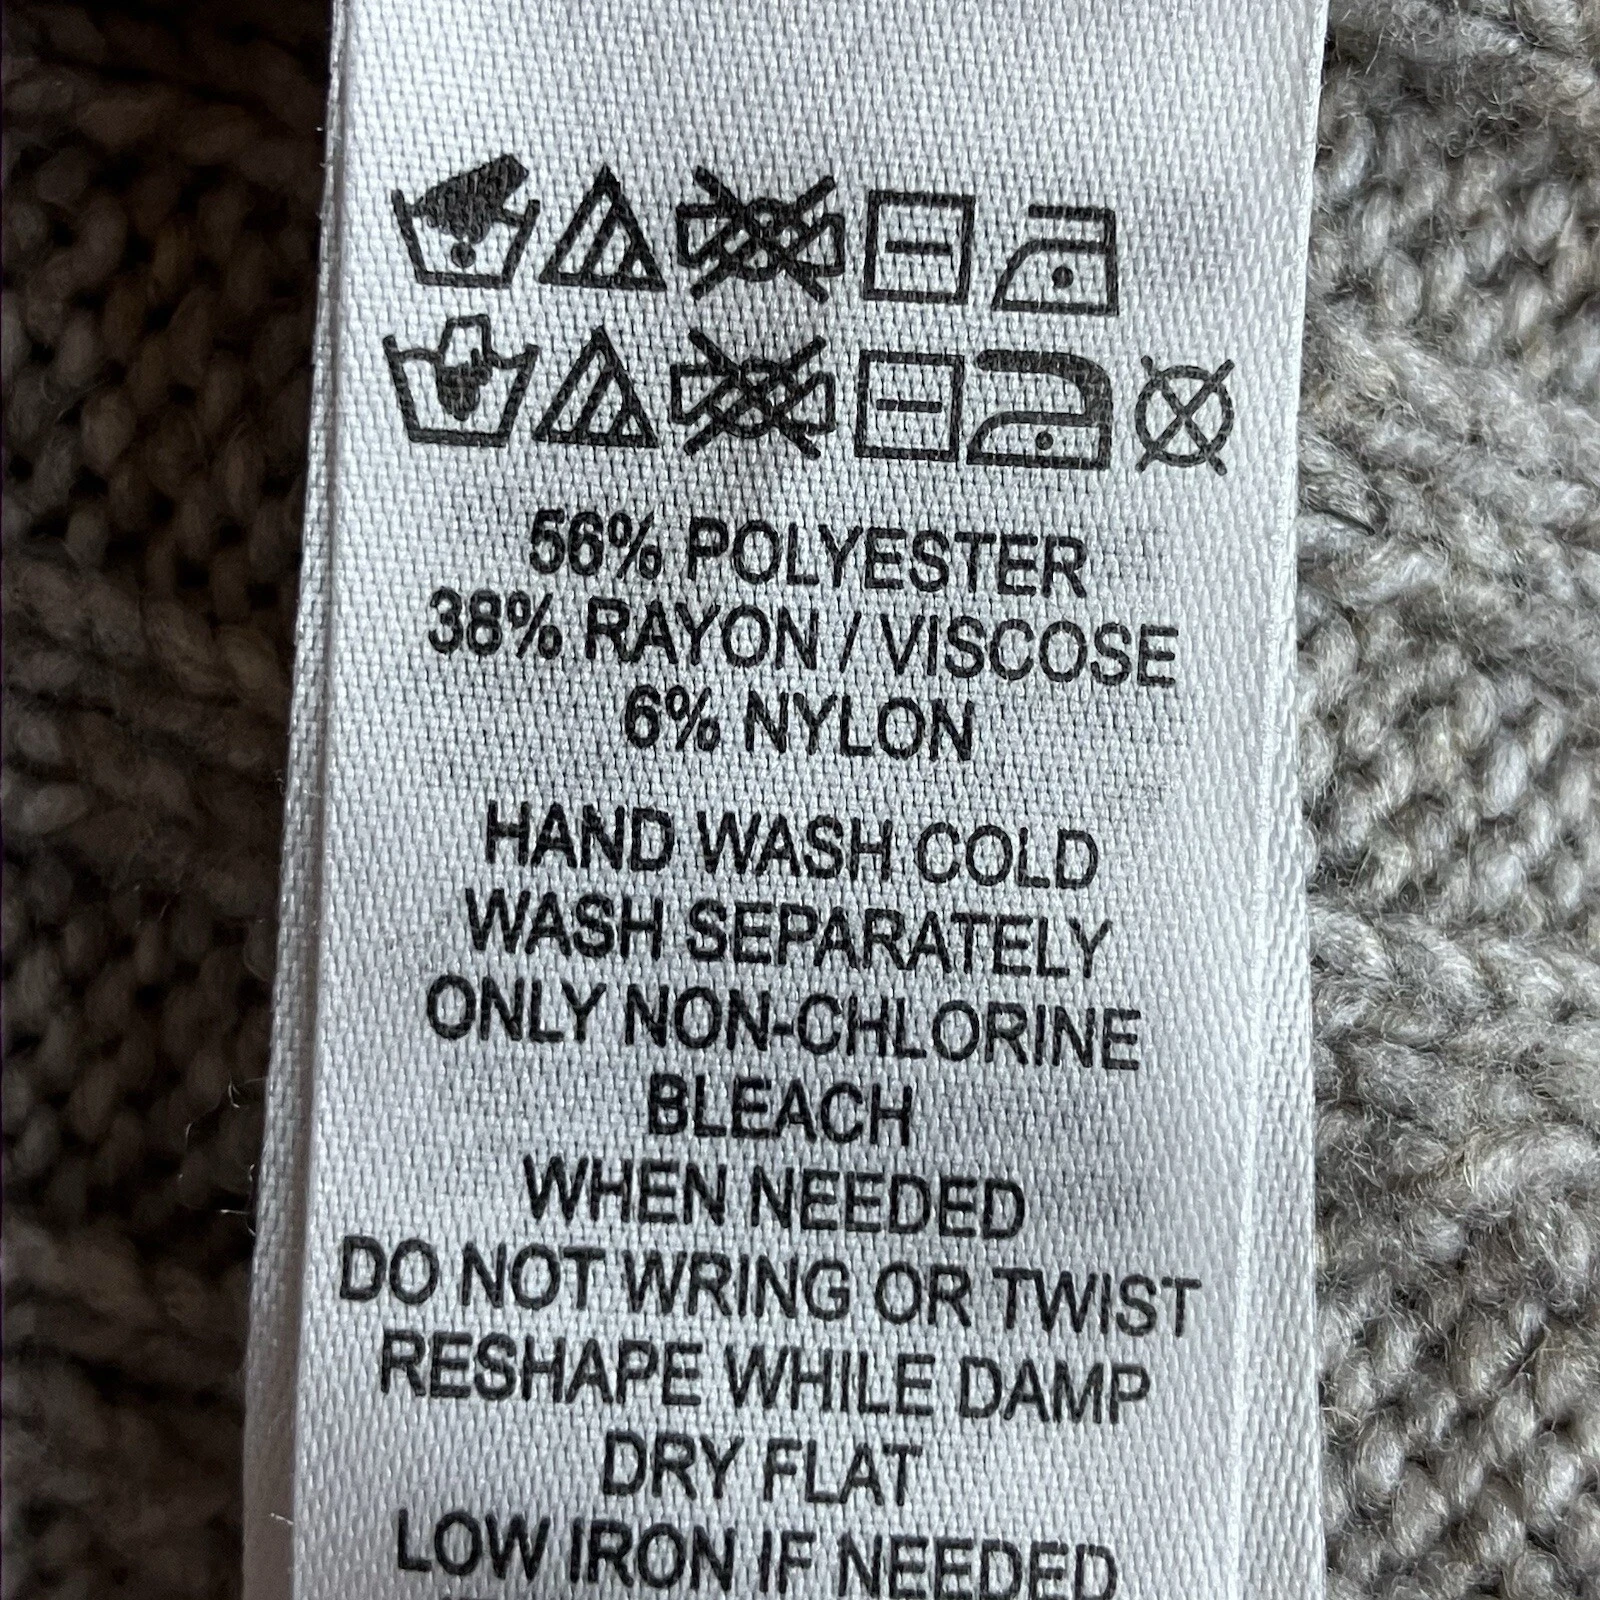 56% POLYESTER
38% RAYON / VISCOSE
6% NYLON
HAND WASH COLD
WASH SEPARATELY
ONLY NON-CHLORINE
BLEACH
WHEN NEEDED
DO NOT WRING OR TWIST
RESHAPE WHILE DAMP
DRY FLAT
LOW IRON IF NEEDED